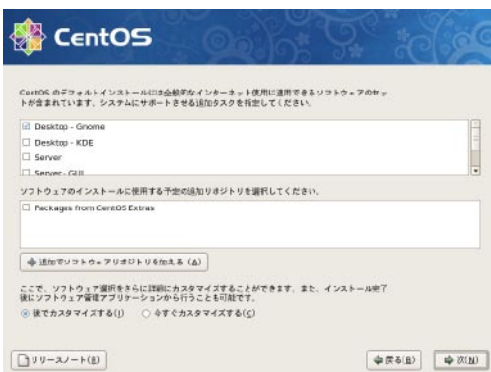 CentOS
CentOS のデフォルトインストールには全般的なインターネット使用に適用できるソフトウェアのセッ
トが含まれています。システムにサポートさせる追加タスクを指定してください。
Desktop - Gnome
Desktop - KDE
Server
Server - GUI
ソフトウェアのインストールに使用する予定の追加リポジトリを選択してください。
Packages from CentOS Extras
追加でソフトウェアリポジトリを加える (A)
ここで、ソフトウェア選択をさらに詳細にカスタマイズすることができます。また、インストール完了
後にソフトウェア管理アプリケーションから行うことも可能です。
後でカスタマイズする(l) 今すぐカスタマイズする(C)
リリースノート(R) 戻る(B) 次(N)